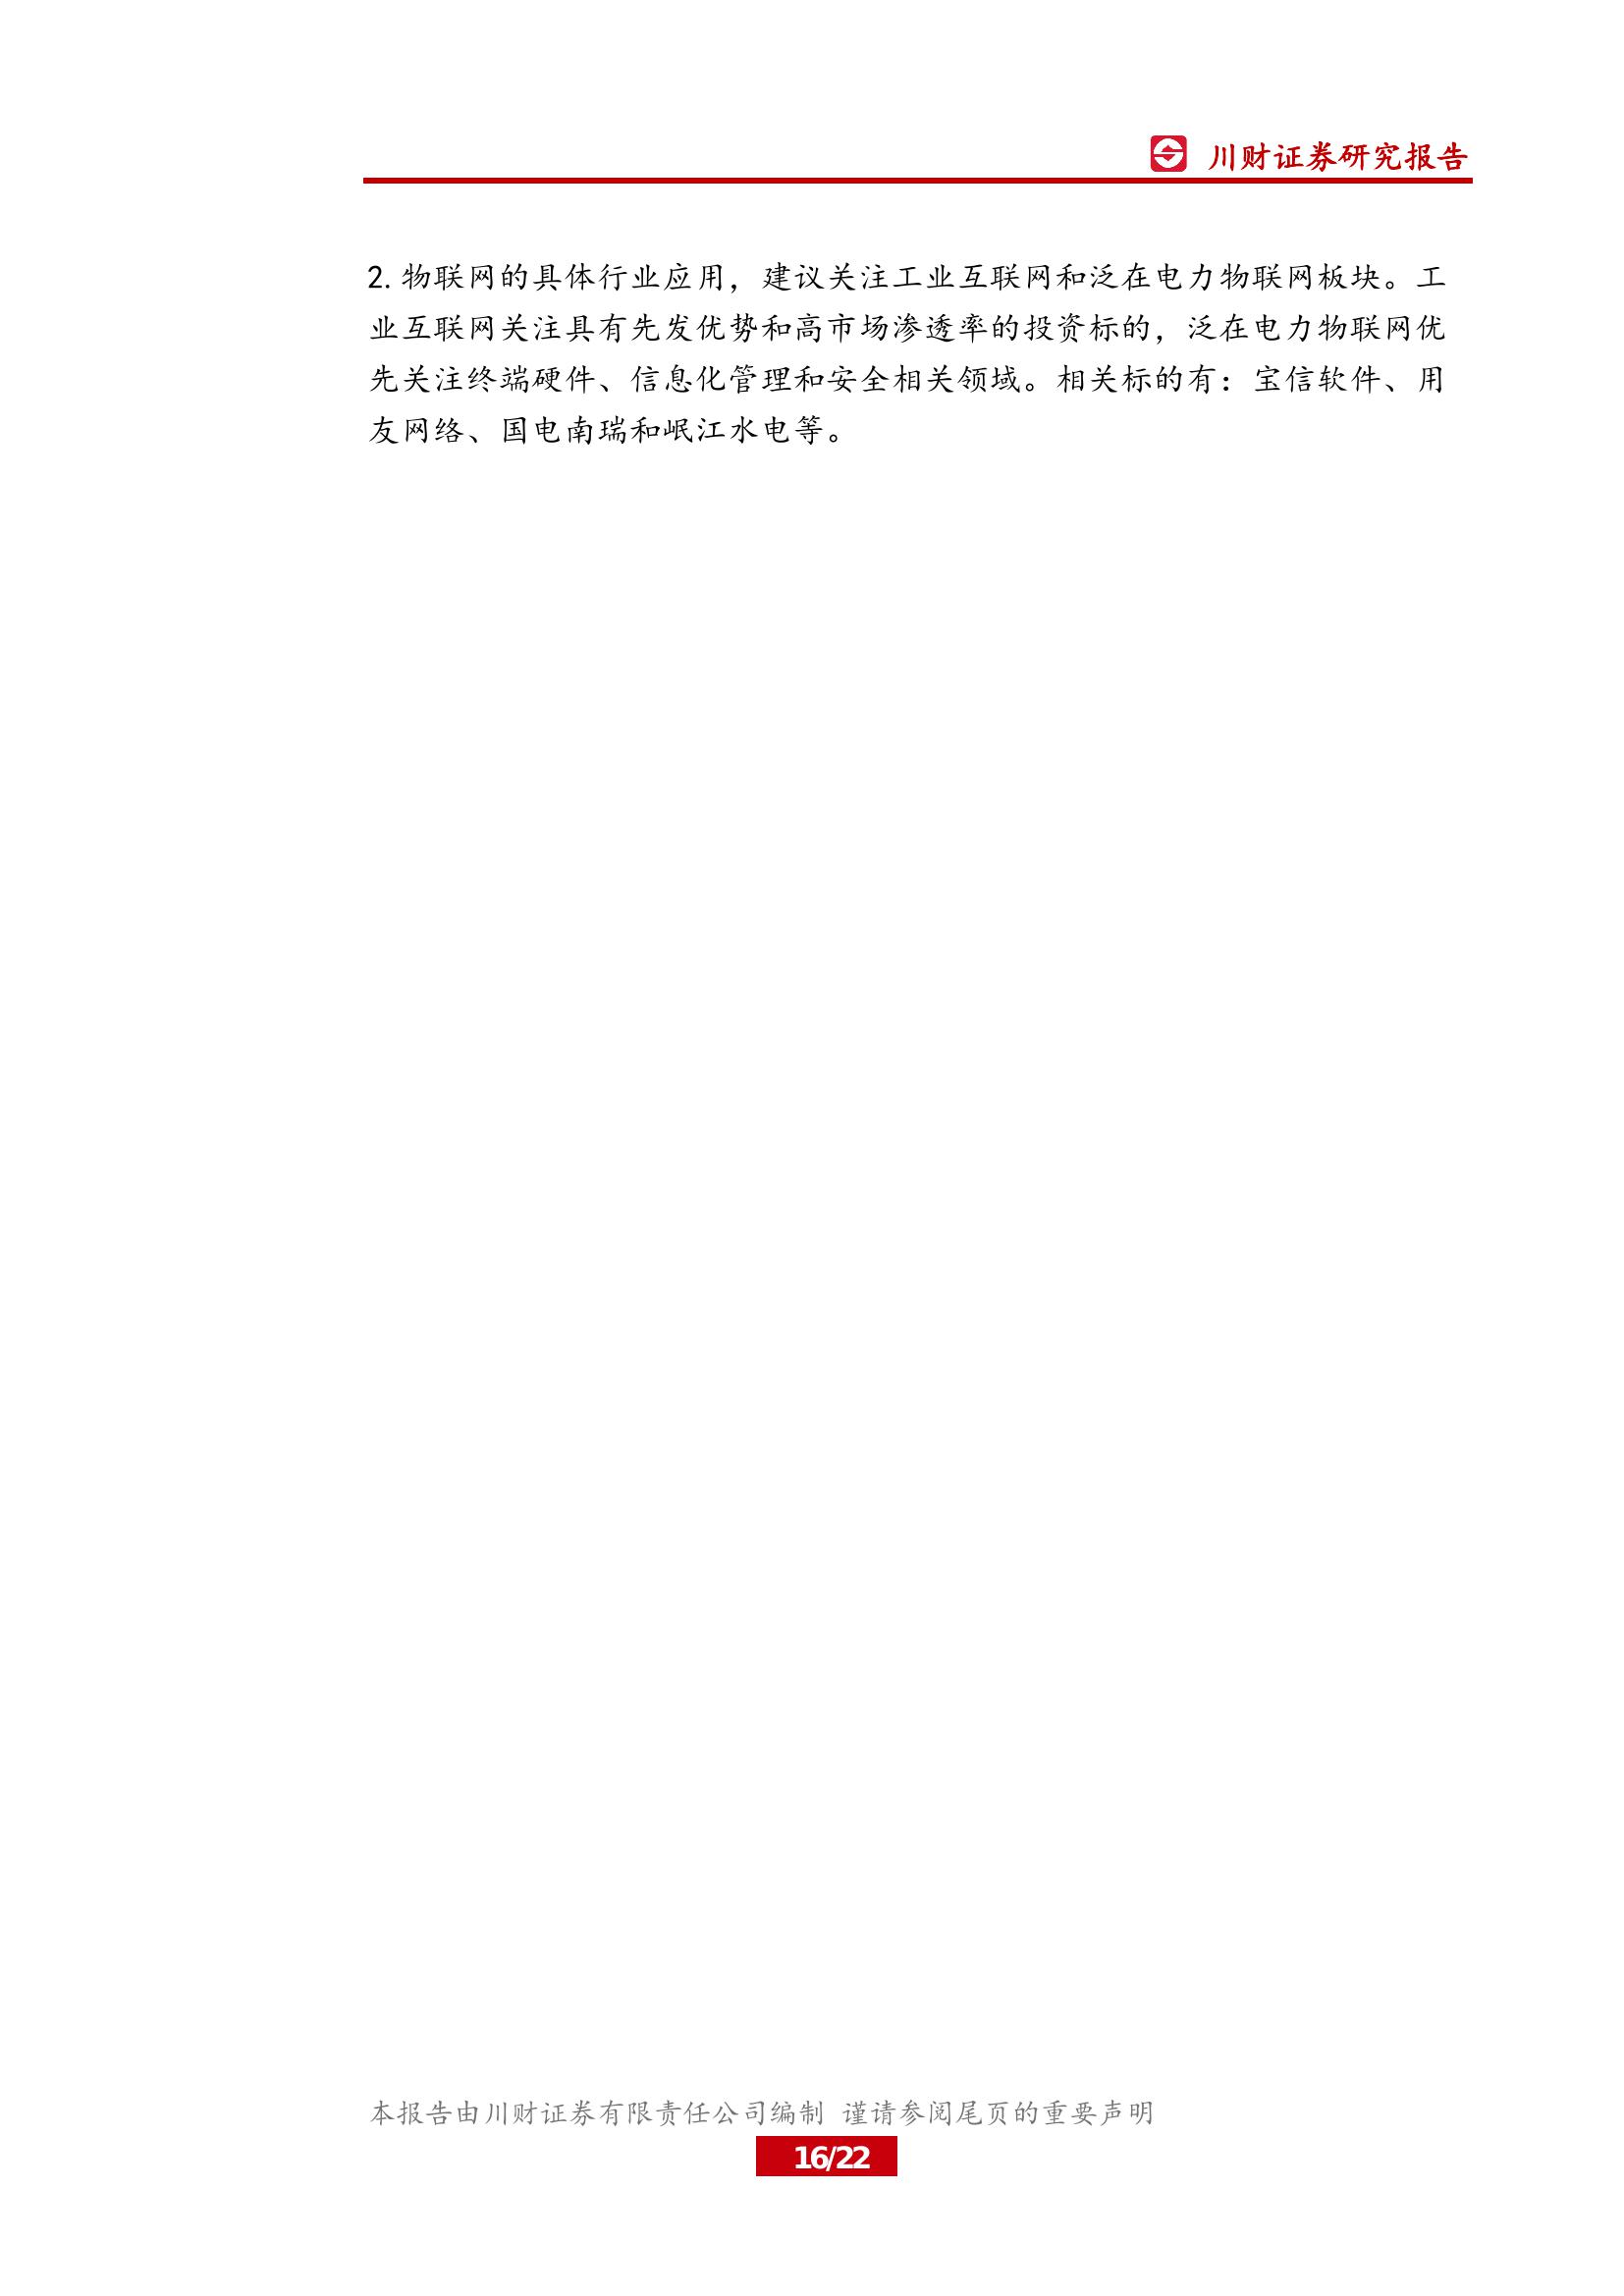 川财证券研究报告
2. 物联网的具体行业应用，建议关注工业互联网和泛在电力物联网板块。工
业互联网关注具有先发优势和高市场渗透率的投资标的，泛在电力物联网优
先关注终端硬件、信息化管理和安全相关领域。相关标的有：宝信软件、用
友网络、国电南瑞和岷江水电等。
本报告由川财证券有限责任公司编制 谨请参阅尾页的重要声明
16/22